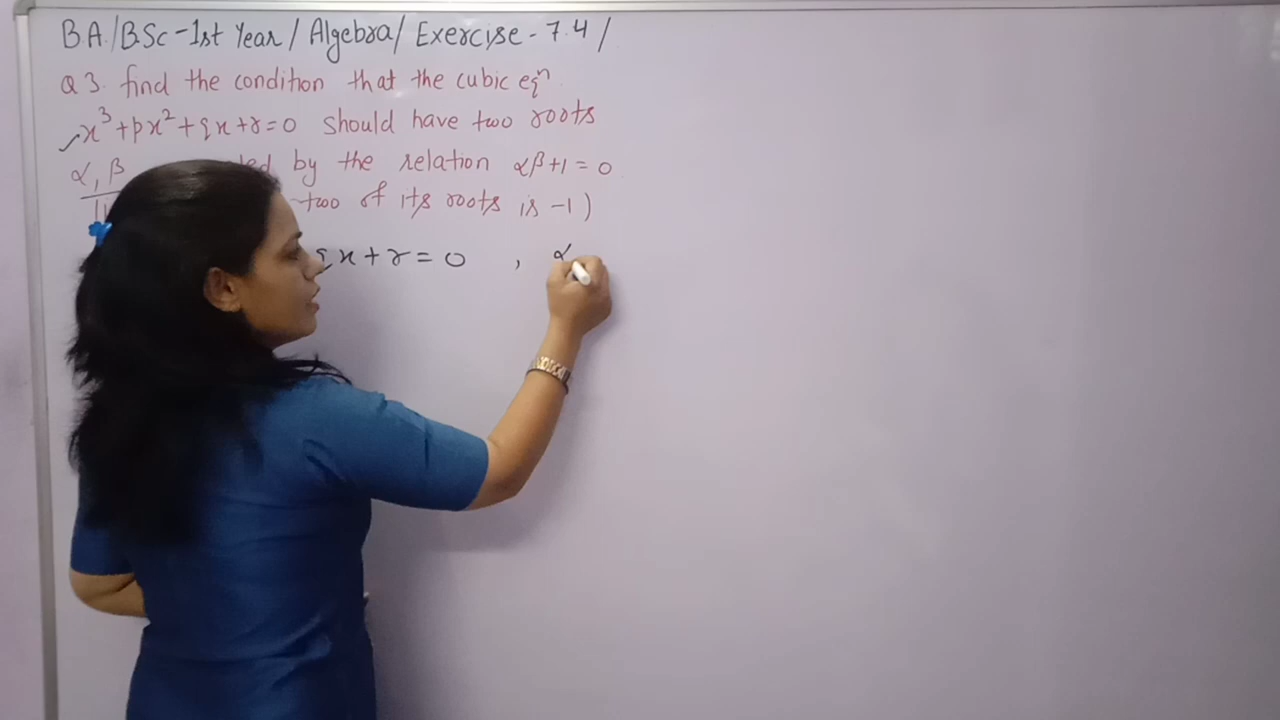 B.A./B.Sc-1st Year/ Algebra/ Exercise-7.4/
Q 3. find the condition that the cubic eqⁿ.
x³+px²+qx+r=0 should have two roots
α, β by the relation αβ+1=0
two of its roots is -1)
qx+r=0 , α